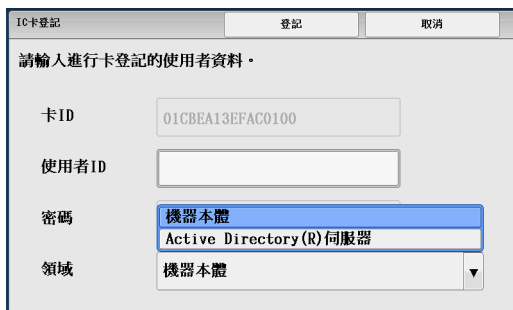 IC卡登記
登記
取消
請輸入進行卡登記的使用者資料。
卡ID
01CBEA13EFAC0100
使用者ID
密碼
機器本體
Active Directory(R)伺服器
領域
機器本體